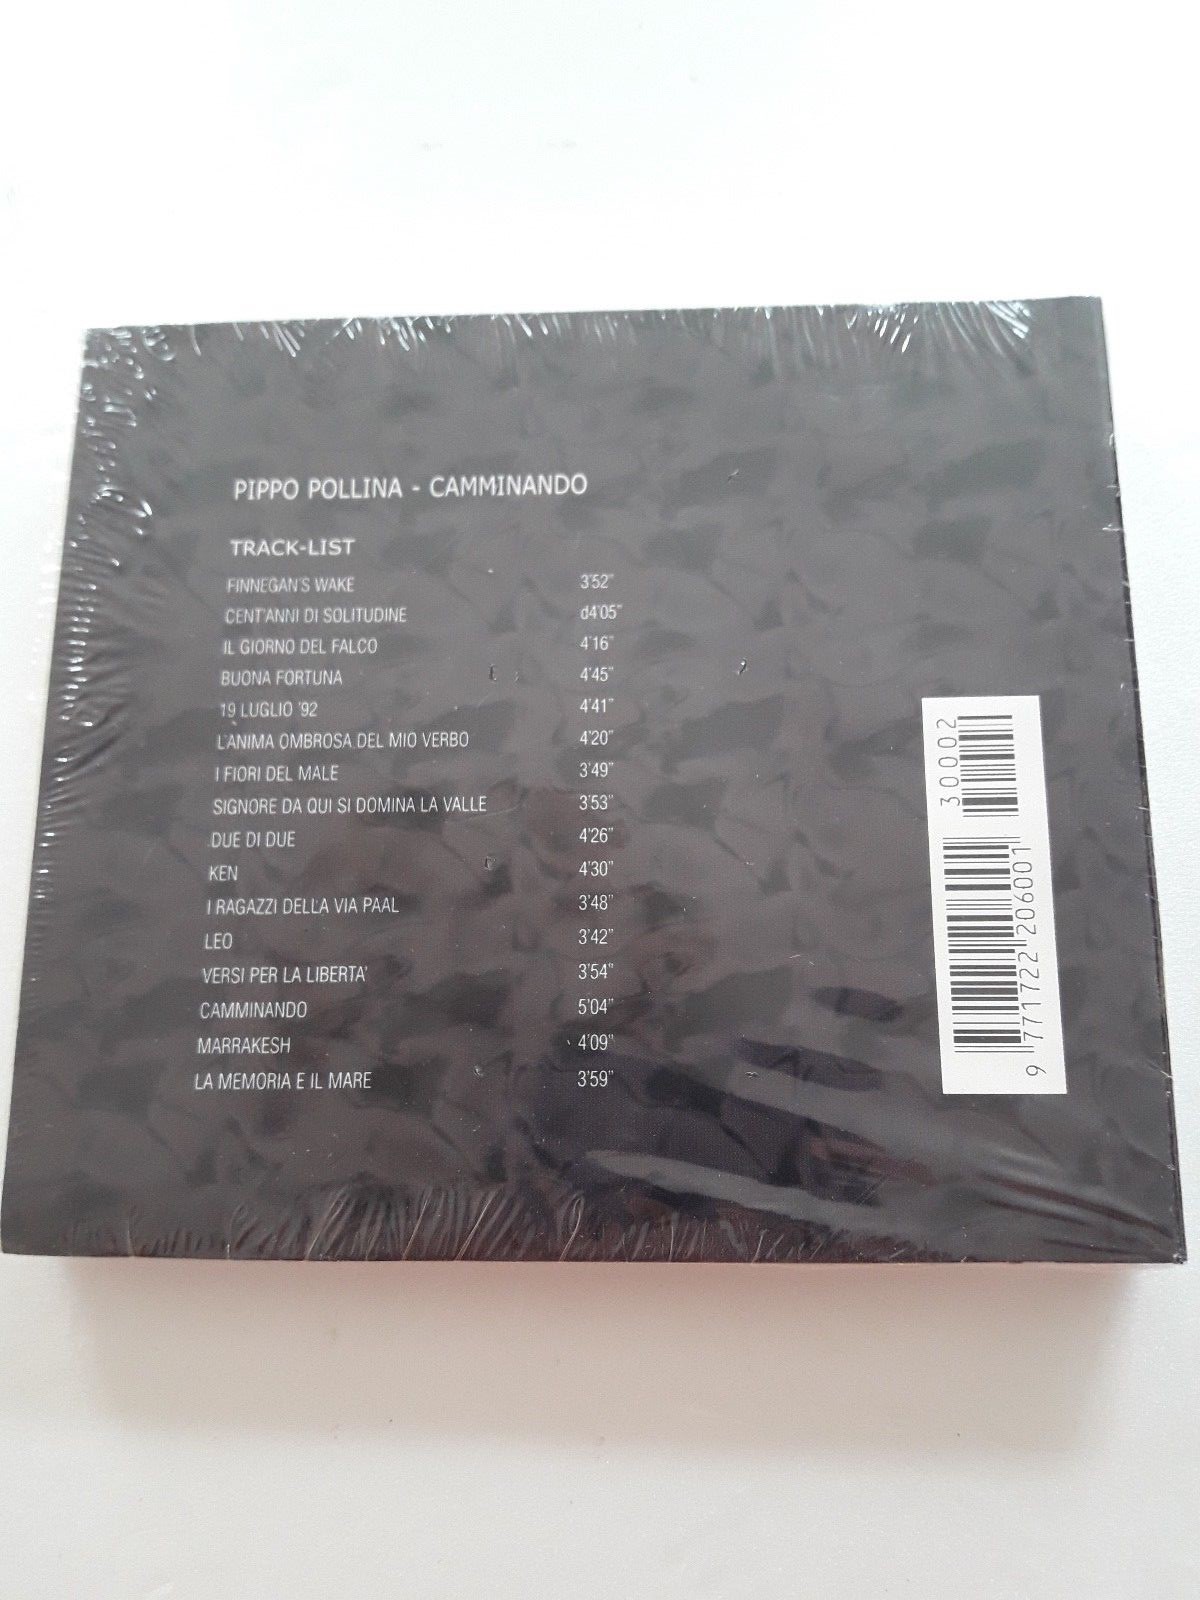 PIPPO POLLINA - CAMMINANDO
TRACK-LIST
FINNEGAN'S WAKE 3'52"
CENT'ANNI DI SOLITUDINE d4'05"
IL GIORNO DEL FALCO 4'16"
BUONA FORTUNA 4'45"
19 LUGLIO '92 4'41"
L'ANIMA OMBROSA DEL MIO VERBO 4'20"
I FIORI DEL MALE 3'49"
SIGNORE DA QUI SI DOMINA LA VALLE 3'53"
DUE DI DUE 4'26"
KEN 4'30"
I RAGAZZI DELLA VIA PAAL 3'48"
LEO 3'42"
VERSI PER LA LIBERTA' 3'54"
CAMMINANDO 5'04"
MARRAKESH 4'09"
LA MEMORIA E IL MARE 3'59"
9 771722 206001
30002